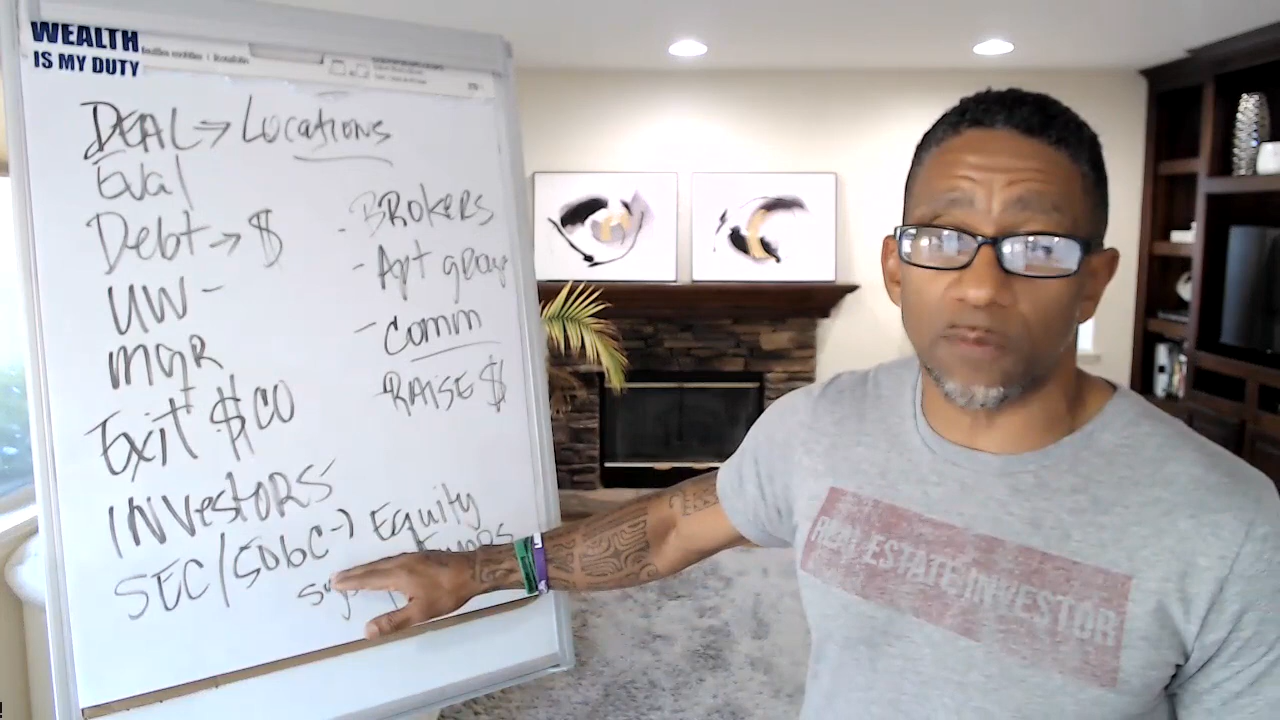 WEALTH
IS MY DUTY
DEAL → Locations
Eval
Debt → $
UW -
MGR
Exit $ CO
INVestORS
SEC/506C → Equity
- BROKERS
- Apt group
- Comm
- RAISE $
REAL ESTATE INVESTOR